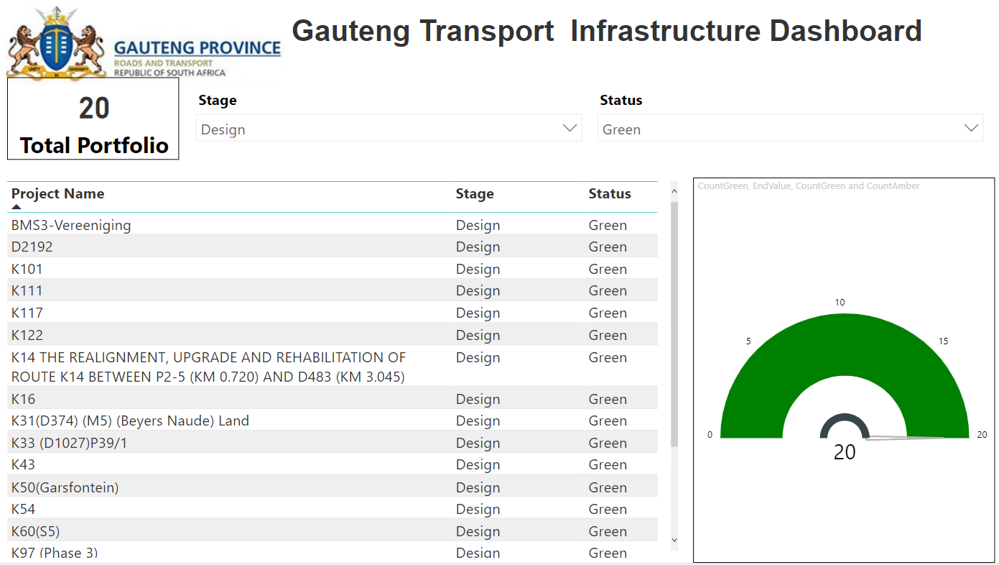 Gauteng Transport  Infrastructure Dashboard
GAUTENG PROVINCE
ROADS AND TRANSPORT
REPUBLIC OF SOUTH AFRICA
UNITY IN DIVERSITY
20
Total Portfolio
Stage
Design
Status
Green
Project Name Stage Status
BMS3-Vereeniging Design Green
D2192 Design Green
K101 Design Green
K111 Design Green
K117 Design Green
K122 Design Green
K14 THE REALIGNMENT, UPGRADE AND REHABILITATION OF Design Green
ROUTE K14 BETWEEN P2-5 (KM 0.720) AND D483 (KM 3.045)
K16 Design Green
K31(D374) (M5) (Beyers Naude) Land Design Green
K33 (D1027)P39/1 Design Green
K43 Design Green
K50(Garsfontein) Design Green
K54 Design Green
K60(S5) Design Green
K97 (Phase 3) Design Green
CountGreen, EndValue, CountGreen and CountAmber
10
5
15
0
20
20